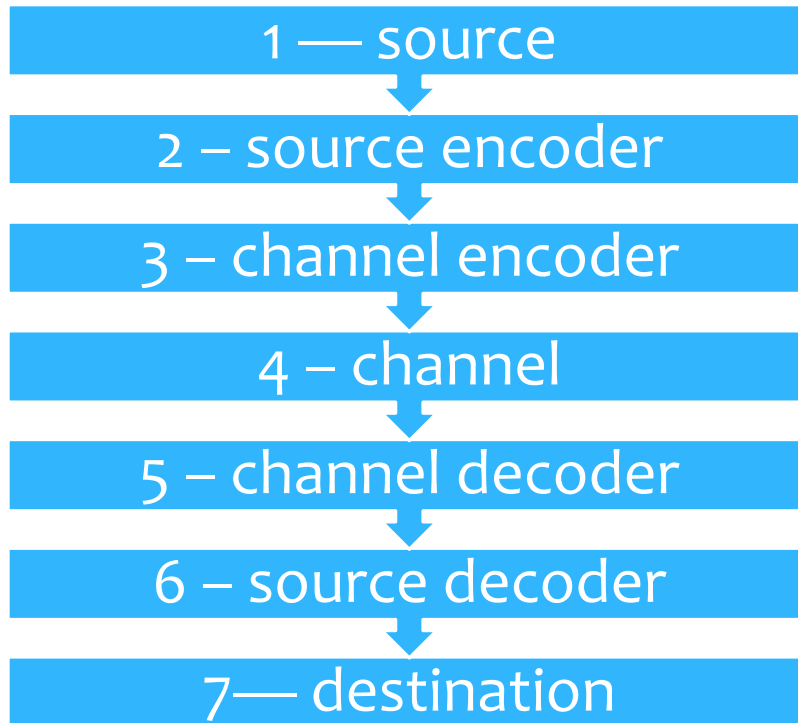 1 — source
2 – source encoder
3 – channel encoder
4 – channel
5 – channel decoder
6 – source decoder
7— destination